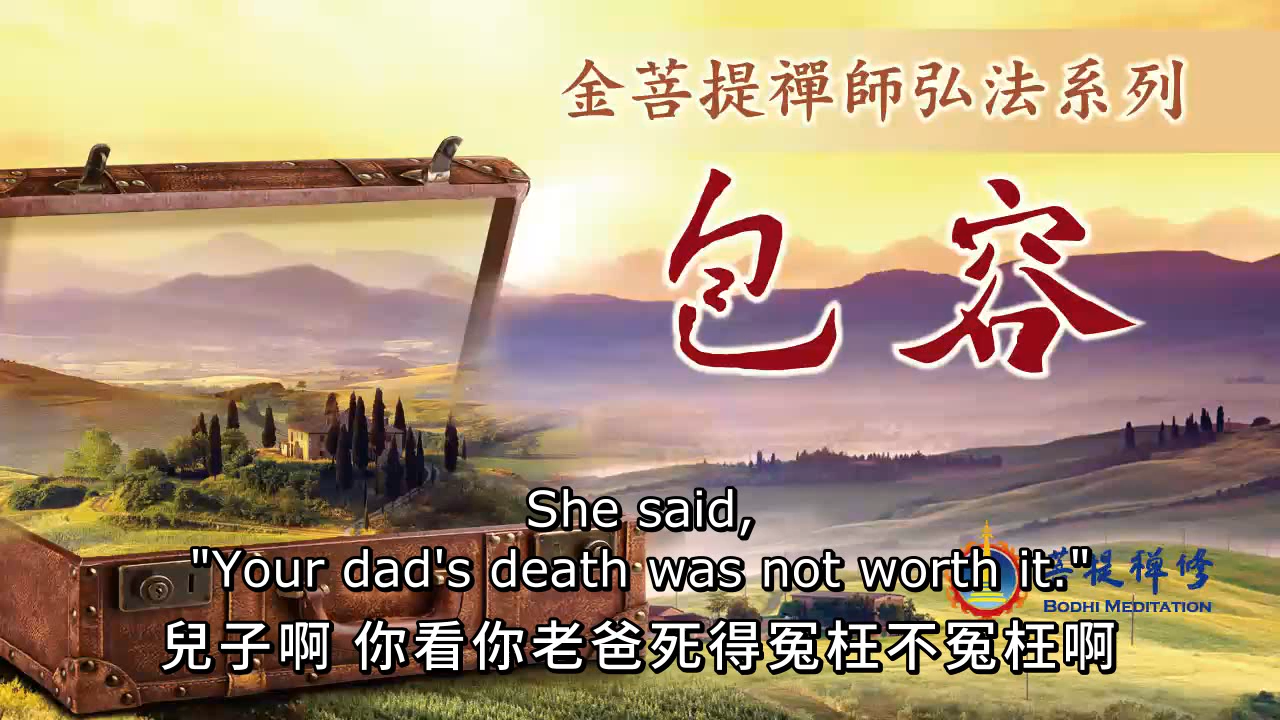 金菩提禪師弘法系列
包容
She said,
"Your dad's death was not worth it."
菩提禪修
BODHI MEDITATION
兒子啊 你看你老爸死得冤枉不冤枉啊